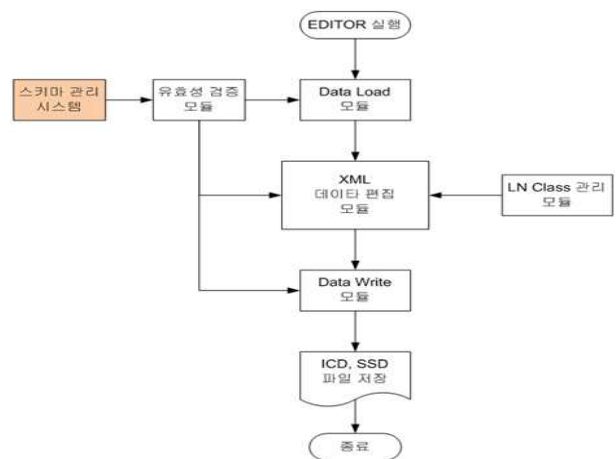 EDITOR 실행
스키마 관리
시스템
유효성 검증
모듈
Data Load
모듈
XML
데이타 편집
모듈
LN Class 관리
모듈
Data Write
모듈
ICD, SSD
파일 저장
종료